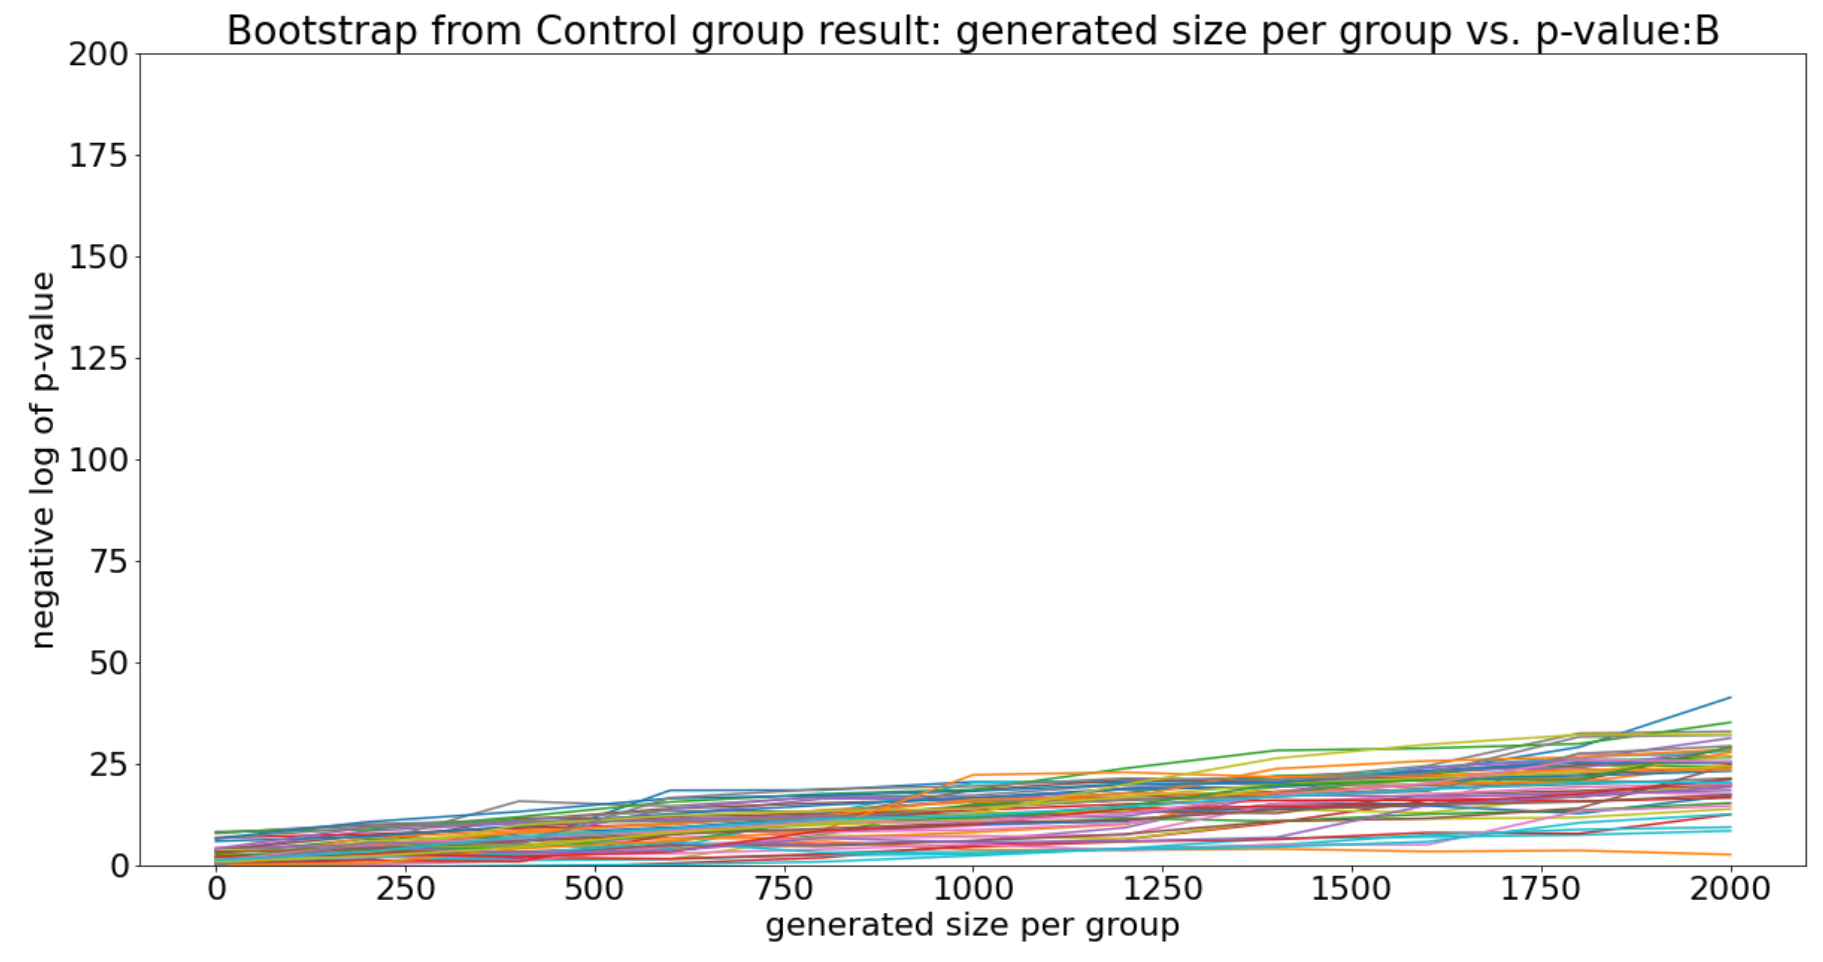 Bootstrap from Control group result: generated size per group vs. p-value:B
200
175
150
125
100
75
50
25
0
negative log of p-value
0 250 500 750 1000 1250 1500 1750 2000
generated size per group